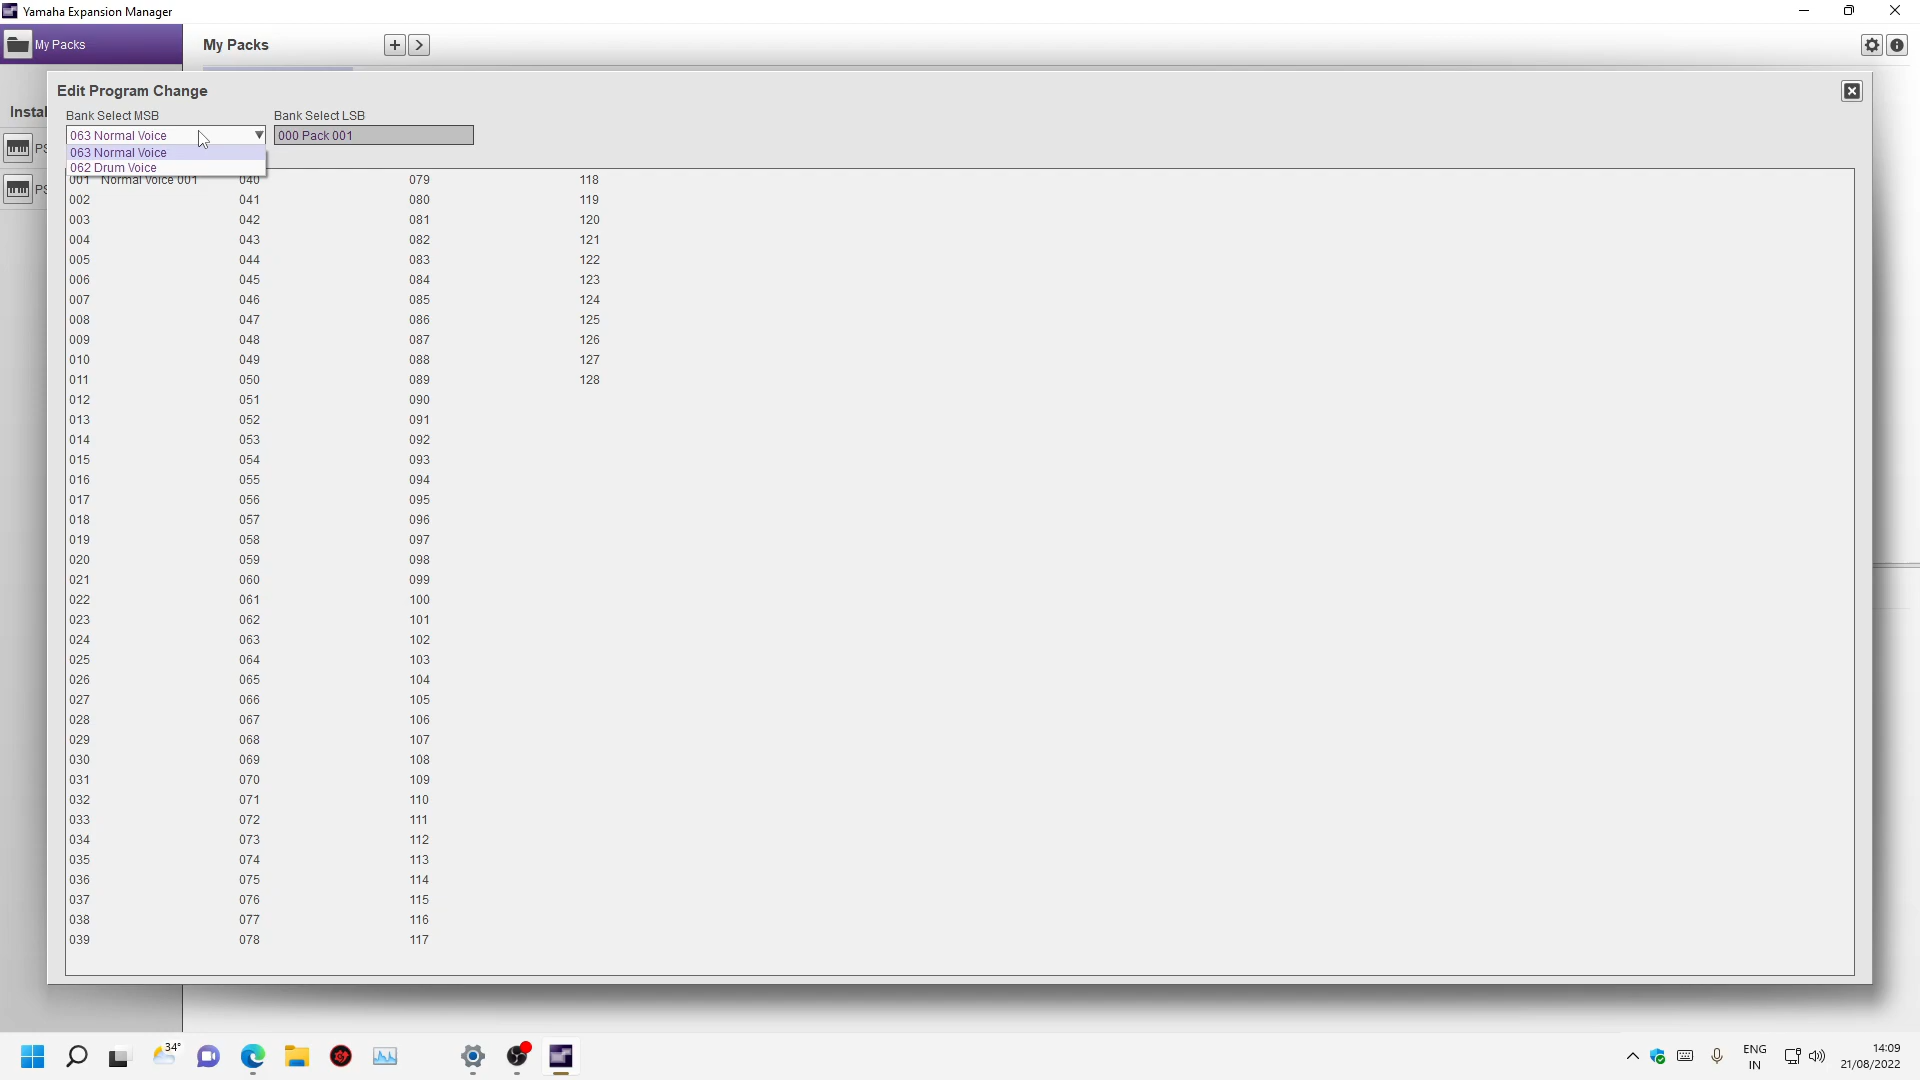 Yamaha Expansion Manager
My Packs
My Packs
Edit Program Change
Instal
Bank Select MSB
Bank Select LSB
063 Normal Voice
000 Pack 001
063 Normal Voice
062 Drum Voice
001 Normal Voice 001 040 079 118
002 041 080 119
003 042 081 120
004 043 082 121
005 044 083 122
006 045 084 123
007 046 085 124
008 047 086 125
009 048 087 126
010 049 088 127
011 050 089 128
012 051 090
013 052 091
014 053 092
015 054 093
016 055 094
017 056 095
018 057 096
019 058 097
020 059 098
021 060 099
022 061 100
023 062 101
024 063 102
025 064 103
026 065 104
027 066 105
028 067 106
029 068 107
030 069 108
031 070 109
032 071 110
033 072 111
034 073 112
035 074 113
036 075 114
037 076 115
038 077 116
039 078 117
PS
PS
34°
ENG
IN
14:09
21/08/2022